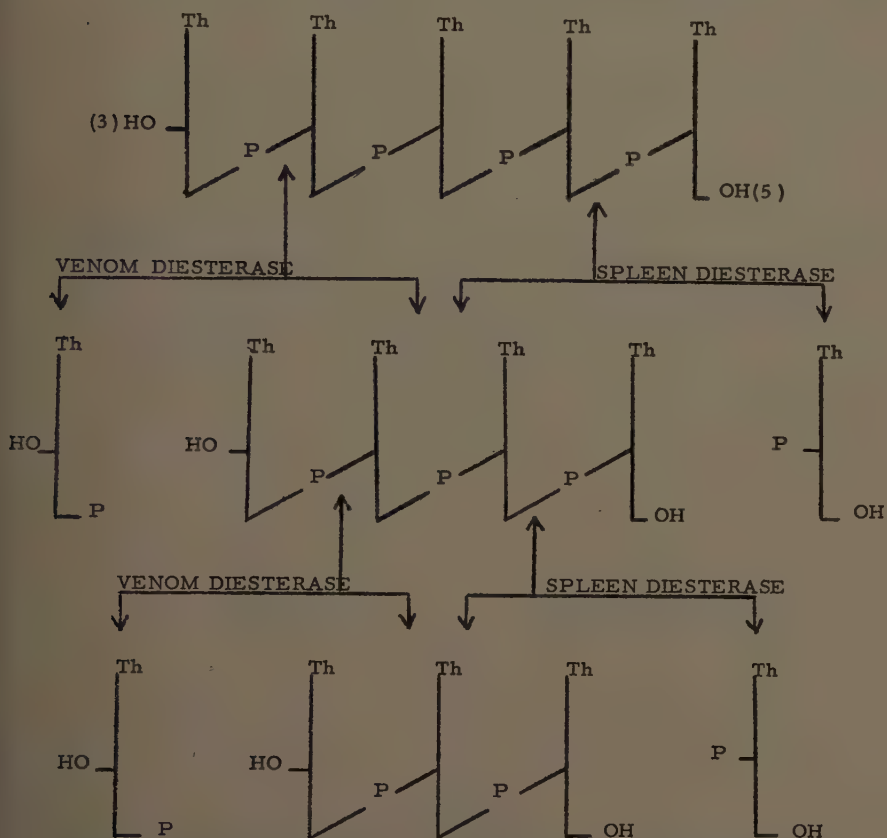 Th Th Th Th Th
(3) HO
P P P P
OH(5)
VENOM DIESTERASE SPLEEN DIESTERASE
Th Th Th Th Th Th
HO HO P
P P P
P OH OH
VENOM DIESTERASE SPLEEN DIESTERASE
Th Th Th Th Th
HO HO P
P P
P OH OH